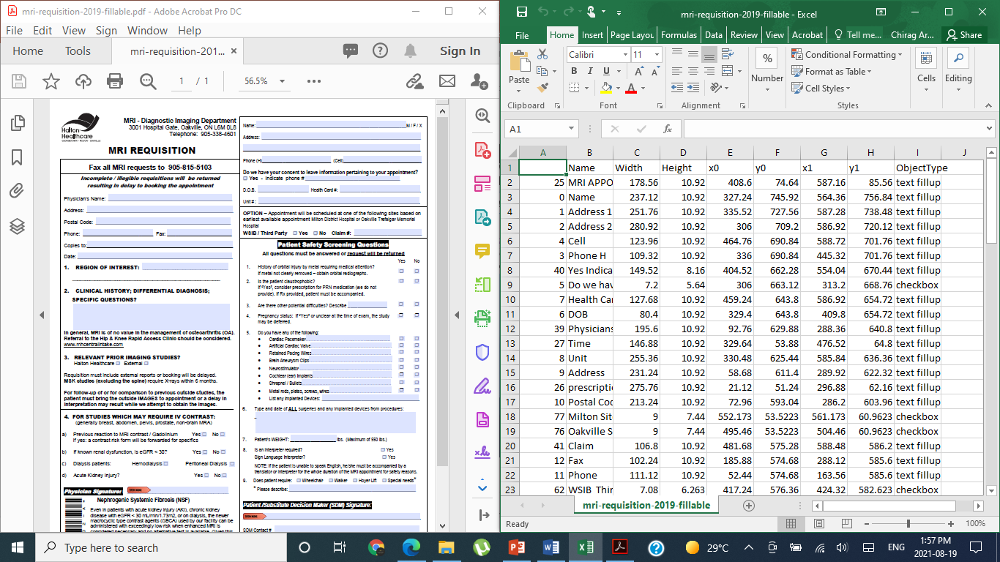 mri-requisition-2019-fillable.pdf - Adobe Acrobat Pro DC
File Edit View Sign Window Help
Home Tools mri-requisition-201... × Sign In
1 / 1 56.5%
Halton Healthcare
MRI - Diagnostic Imaging Department
3001 Hospital Gate, Oakville, ON L6M 0L8
Telephone: 905-338-4601
MRI REQUISITION
Fax all MRI requests to 905-815-5103
Incomplete / illegible requisitions will be returned
resulting in delay to booking the appointment
Physician's Name:
Address:
Postal Code:
Phone: Fax:
Copies to:
Date:
1. REGION OF INTEREST:
2. CLINICAL HISTORY; DIFFERENTIAL DIAGNOSIS;
SPECIFIC QUESTIONS?
In general, MRI is of no value in the management of osteoarthritis (OA).
Referral to the Hip & Knee Rapid Access Clinic should be considered.
www.mhcentralintake.com
3. RELEVANT PRIOR IMAGING STUDIES?
Halton Healthcare External
Requisition must include external reports or booking will be delayed.
MSK studies (excluding the spine) require X-rays within 6 months.
For follow-up of or for comparison to previous outside studies, the
patient must bring the outside IMAGES to appointment or a delay in
interpretation may result while we attempt to obtain the images.
4. FOR STUDIES WHICH MAY REQUIRE IV CONTRAST:
(generally breast, abdomen, pelvis, prostate, non-brain MRA)
a) Previous reaction to MRI contrast / Gadolinium Yes No
If yes: a contrast risk form will be forwarded for specifics
b) If known renal dysfunction, is eGFR < 30? Yes No
c) Dialysis patients: Hemodialysis Peritoneal Dialysis
d) Acute Kidney Injury? Yes No
Physician Signature:
Nephrogenic Systemic Fibrosis (NSF)
Even in patients with acute kidney injury (AKI), chronic kidney
disease with eGFR < 30 mL/min/1.73m2, or on dialysis, the newer
macrocyclic type contrast agents (GBCA) used by our facility can be
administered with exceedingly low risk when enhanced MRI is
Name: M / F / X
Address:
Phone (H) (Cell)
Do we have your consent to leave information pertaining to your appointment?
Yes - Indicate phone #
D.O.B. Health Card #:
Unit # :
OPTION – Appointment will be scheduled at one of the following sites based on
earliest available appointment Milton District Hospital or Oakville Trafalgar Memorial
Hospital
WSIB / Third Party Yes No Claim #:
Patient Safety Screening Questions
All questions must be answered or request will be returned
Yes No
1. History of orbital injury by metal requiring medical attention?
If metal not clearly removed – obtain orbital radiographs.
2. Is the patient claustrophobic?
If "Yes", consider prescription for PRN medication (we do not
provide). If Rx provided, patient must be accompanied.
3. Are there other potential difficulties? Describe
4. Pregnancy status: If "Yes" or unclear at time of exam, the study
may be deferred.
5. Do you have any of the following:
• Cardiac Pacemaker
• Artificial Cardiac Valve
• Retained Pacing Wires
• Brain Aneurysm Clips
• Neurostimulator
• Cochlear (ear) Implants
• Shrapnel / Bullets
• Metal rods, plates, screws, wires
• List any Implanted Devices:
6. Type and date of ALL surgeries and any implanted devices from procedures:
7. Patient's WEIGHT: lbs. (Maximum of 550 lbs.)
8. Is an interpreter required? Yes
Sign Language Interpreter? Yes
NOTE: If the patient is unable to speak English, he/she must be accompanied by a
translator or interpreter for the whole duration of the MRI appointment for safety reasons.
9. Does patient require: Wheelchair Walker Hoyer Lift Special needs*
* Please describe:
Patient /Substitute Decision Maker (SDM) Signature:
SDM Contact #
mri-requisition-2019-fillable - Excel
File Home Insert Page Layou Formulas Data Review View Acrobat Tell me... Chirag Ar... Share
Calibri 11
Paste B I U A A A
% Number
Conditional Formatting
Format as Table
Cell Styles
Cells Editing
Clipboard Font Alignment Styles
A1 fx
A B C D E F G H I J
1 Name Width Height x0 y0 x1 y1 ObjectType
2 25 MRI APPO 178.56 10.92 408.6 74.64 587.16 85.56 text fillup
3 0 Name 237.12 10.92 327.24 745.92 564.36 756.84 text fillup
4 1 Address 1 251.76 10.92 335.52 727.56 587.28 738.48 text fillup
5 2 Address 2 280.92 10.92 306 709.2 586.92 720.12 text fillup
6 4 Cell 123.96 10.92 464.76 690.84 588.72 701.76 text fillup
7 3 Phone H 109.32 10.92 336 690.84 445.32 701.76 text fillup
8 40 Yes Indica 149.52 8.16 404.52 662.28 554.04 670.44 text fillup
9 5 Do we hav 7.2 5.64 306 663.12 313.2 668.76 checkbox
10 7 Health Car 127.68 10.92 459.24 643.8 586.92 654.72 text fillup
11 6 DOB 80.4 10.92 329.4 643.8 409.8 654.72 text fillup
12 39 Physicians 195.6 10.92 92.76 629.88 288.36 640.8 text fillup
13 27 Time 146.88 10.92 329.64 53.88 476.52 64.8 text fillup
14 8 Unit 255.36 10.92 330.48 625.44 585.84 636.36 text fillup
15 9 Address 231.24 10.92 58.68 611.4 289.92 622.32 text fillup
16 26 prescriptic 275.76 10.92 21.12 51.24 296.88 62.16 text fillup
17 10 Postal Coc 213.24 10.92 72.96 593.04 286.2 603.96 text fillup
18 77 Milton Sit 9 7.44 552.173 53.5223 561.173 60.9623 text fillup
19 76 Oakville S 9 7.44 495.46 53.5223 504.46 60.9623 text fillup
20 41 Claim 106.8 10.92 481.68 575.28 588.48 586.2 text fillup
21 12 Fax 102.24 10.92 185.88 574.68 288.12 585.6 text fillup
22 11 Phone 111.12 10.92 52.44 574.68 163.56 585.6 text fillup
23 62 WSIB Thir 7.08 6.263 417.24 576.36 424.32 582.623 checkbox
mri-requisition-2019-fillable
Ready 100%
Type here to search
29°C ENG 1:57 PM
2021-08-19